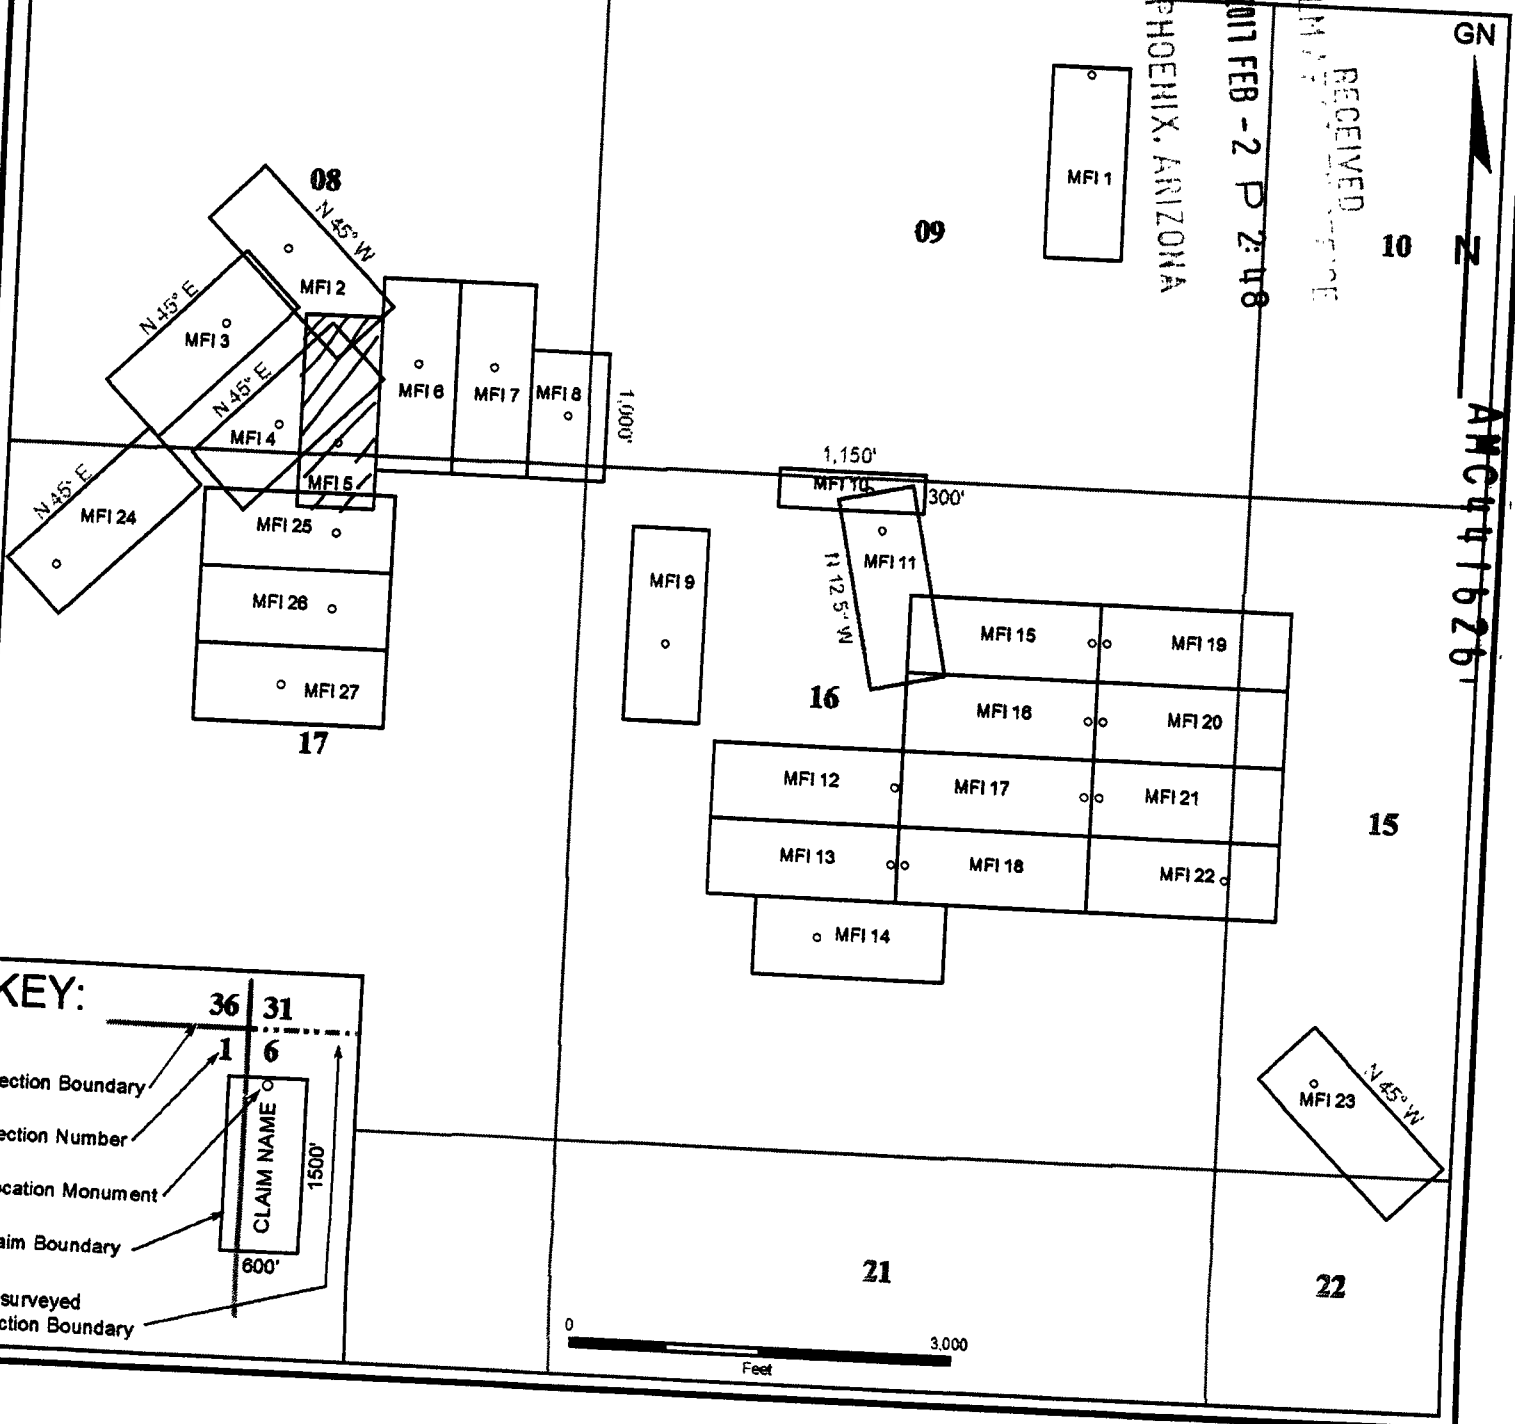 GN
N
RECEIVED
2017 FEB -2 P 2:48
PHOENIX, ARIZONA
AMC441626
08
09
10
MFI 1
N 45° W
MFI 2
N 45° E
MFI 3
N 45° E
MFI 4
MFI 5
MFI 6
MFI 7
MFI 8
1,000'
1,150'
MFI 10
300'
N 45° E
MFI 24
MFI 25
MFI 26
MFI 27
17
MFI 9
MFI 11
N 12.5° W
16
MFI 15
MFI 19
MFI 16
MFI 20
MFI 12
MFI 17
MFI 21
MFI 13
MFI 18
MFI 22
MFI 14
15
MFI 23
N 45° W
21
22
KEY:
36 31
1 6
ection Boundary
ection Number
ocation Monument
aim Boundary
surveyed
ction Boundary
CLAIM NAME
1500'
600'
0
3,000
Feet